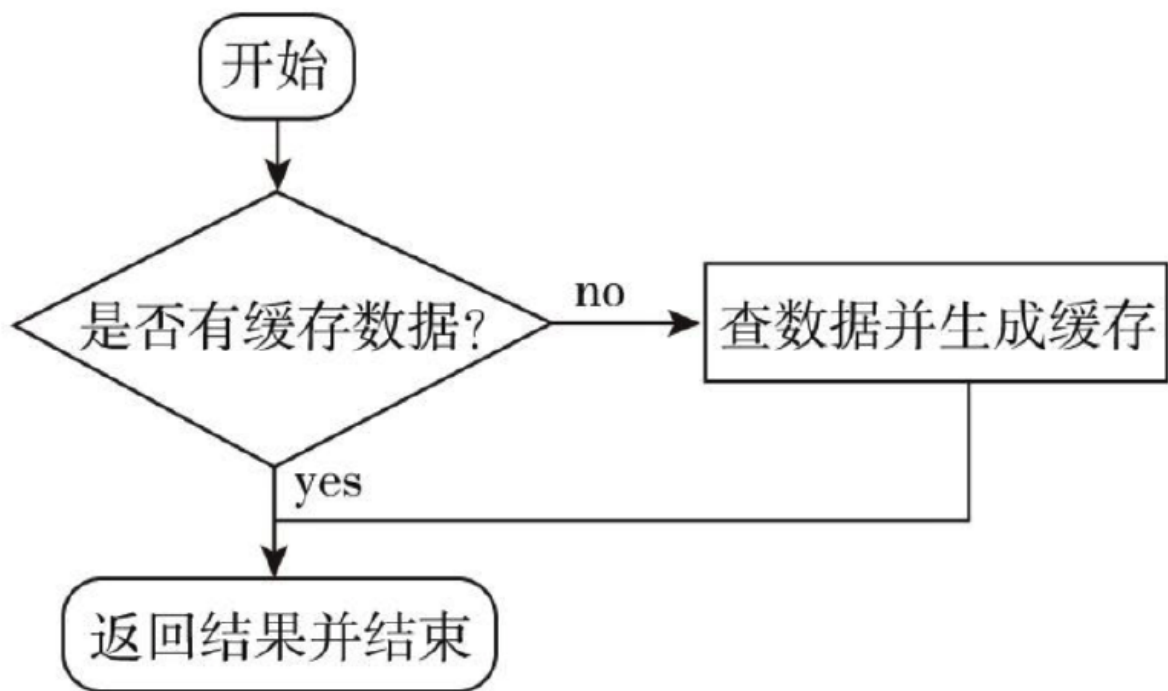 开始
是否有缓存数据?
no
查数据并生成缓存
yes
返回结果并结束